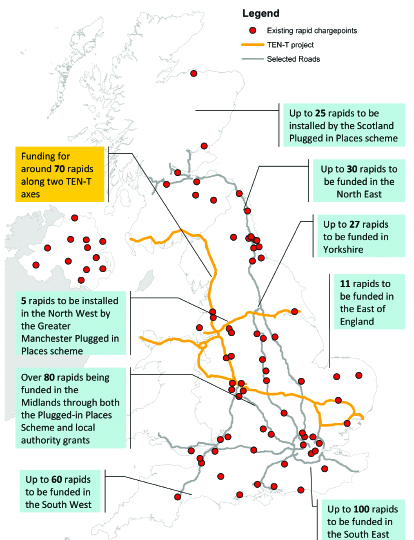 Legend
Existing rapid chargepoints
TEN-T project
Selected Roads
Up to 25 rapids to be
installed by the Scotland
Plugged in Places scheme
Funding for
around 70 rapids
along two TEN-T
axes
Up to 30 rapids to
be funded in the
North East
Up to 27 rapids
to be funded in
Yorkshire
5 rapids to be installed
in the North West by
the Greater
Manchester Plugged in
Places scheme
11 rapids to
be funded in
the East of
England
Over 80 rapids being
funded in the
Midlands through both
the Plugged-in Places
Scheme and local
authority grants
Up to 60 rapids
to be funded in
the South West
Up to 100 rapids
to be funded in
the South East